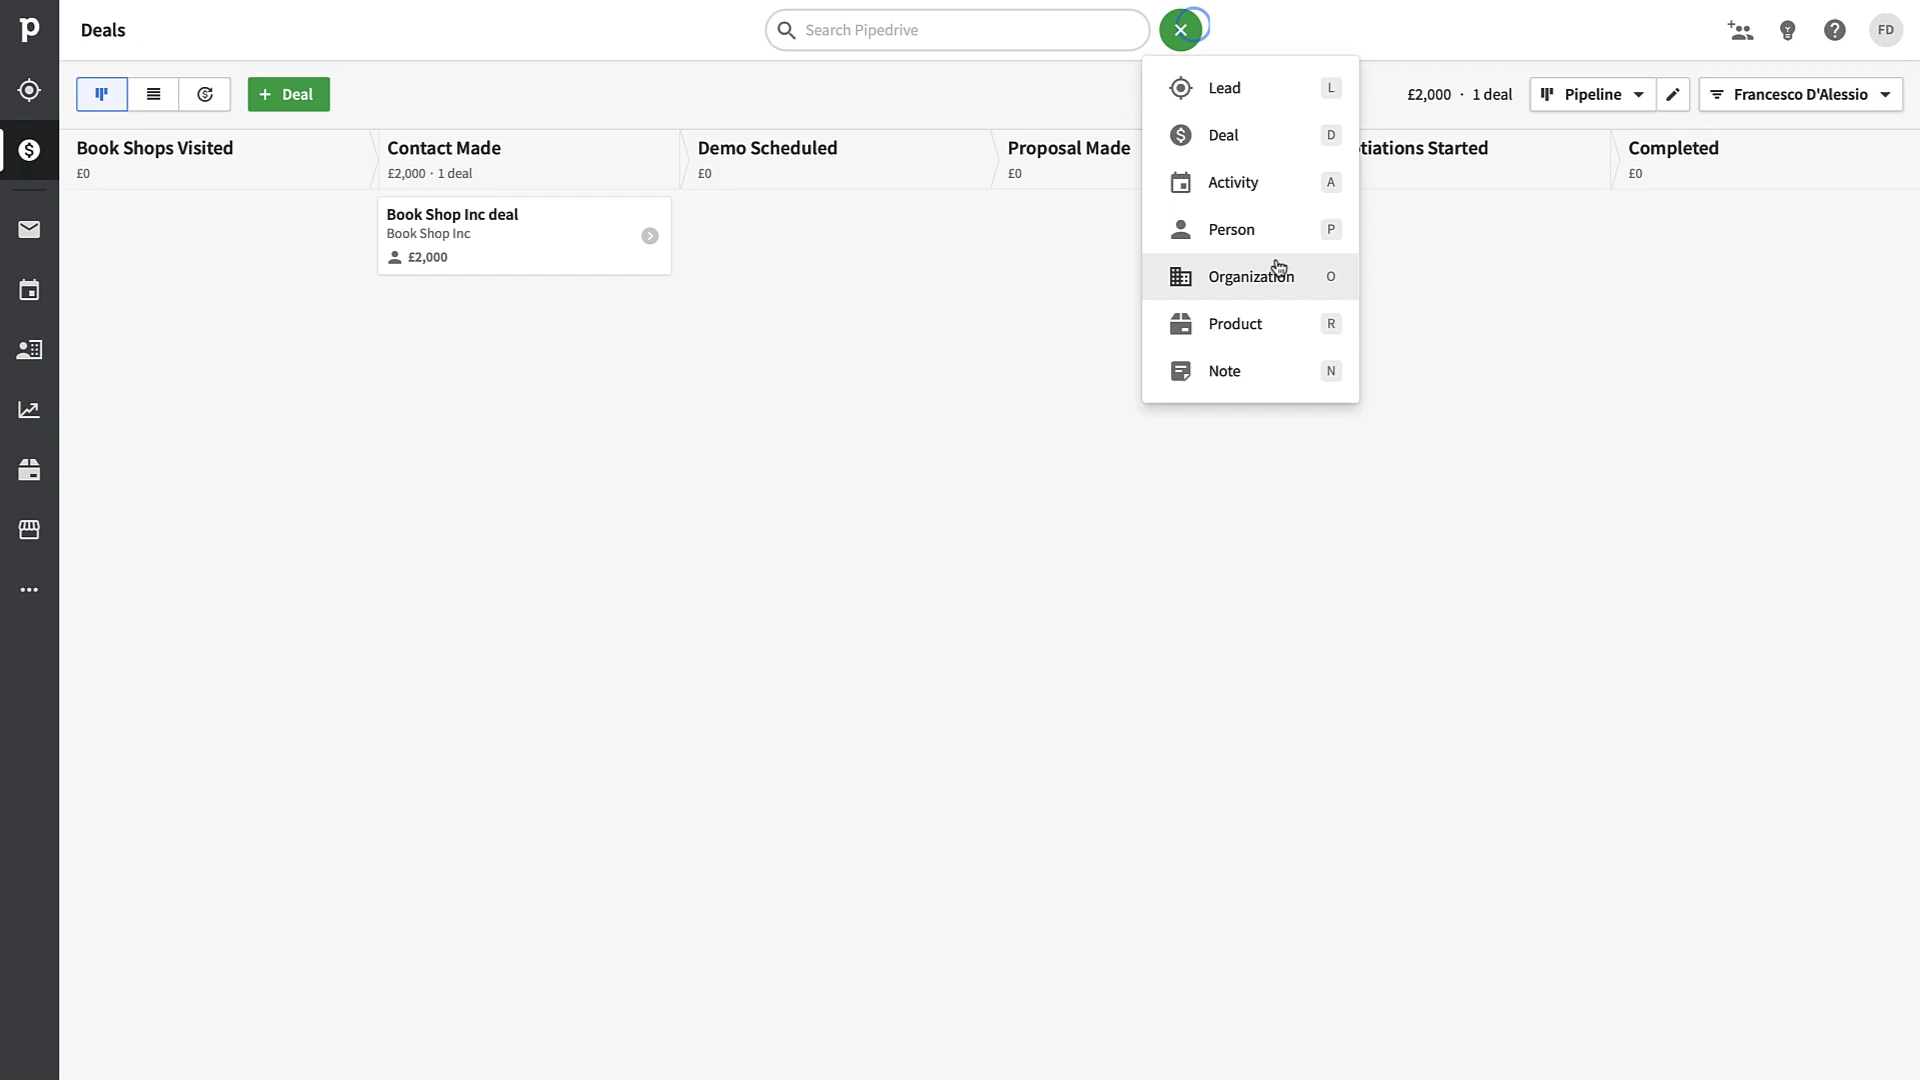 p
Deals
Search Pipedrive
FD
+ Deal
£2,000 · 1 deal
Pipeline
Francesco D'Alessio
Lead L
Deal D
Activity A
Person P
Organization O
Product R
Note N
Book Shops Visited
£0
Contact Made
£2,000 · 1 deal
Demo Scheduled
£0
Proposal Made
£0
tiations Started
Completed
£0
Book Shop Inc deal
Book Shop Inc
£2,000